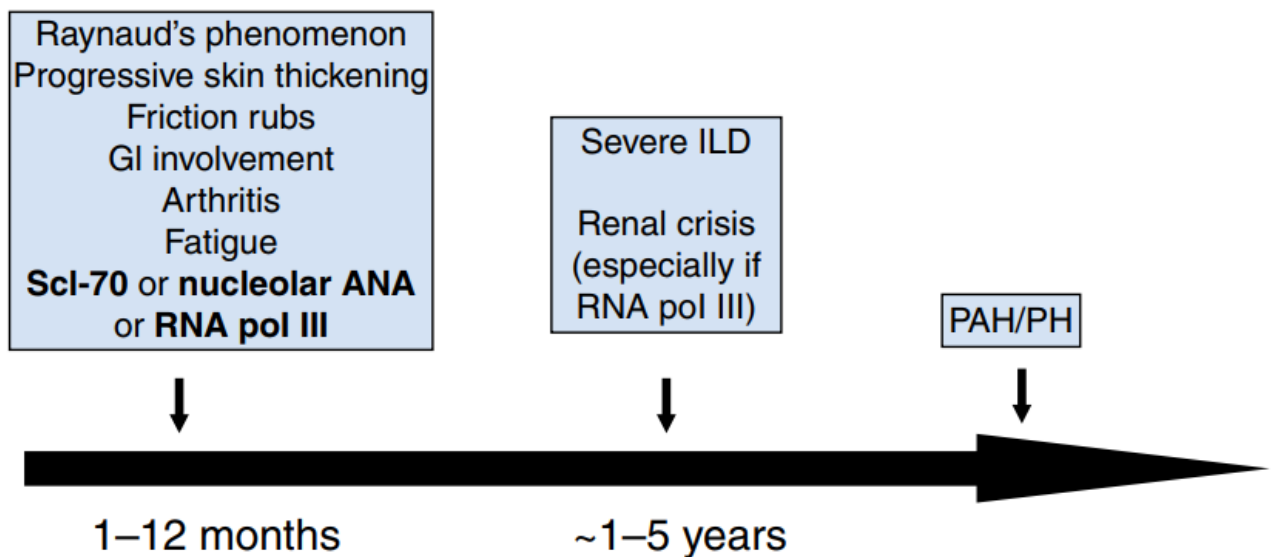 Raynaud's phenomenon
Progressive skin thickening
Friction rubs
GI involvement
Arthritis
Fatigue
Scl-70 or nucleolar ANA
or RNA pol III
Severe ILD
Renal crisis
(especially if
RNA pol III)
PAH/PH
1–12 months
~1–5 years